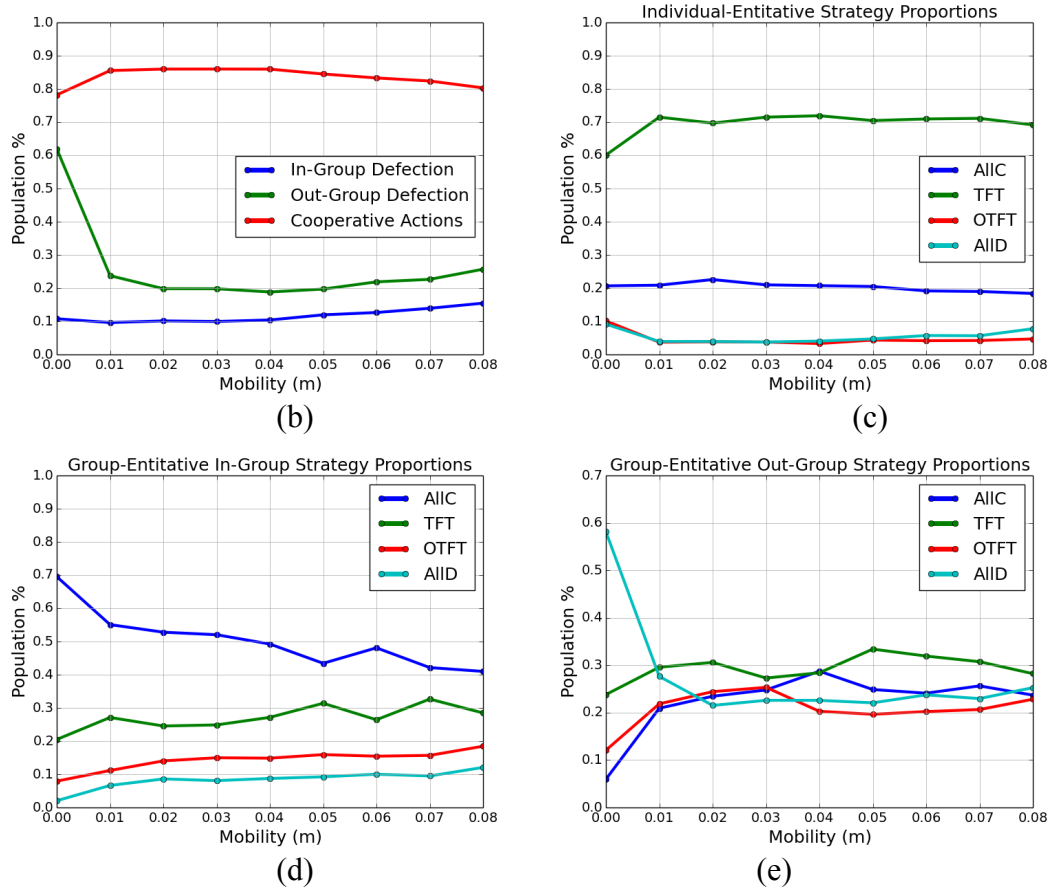 1.0
0.9
0.8
0.7
0.6
0.5
0.4
0.3
0.2
0.1
0.0
Population %
In-Group Defection
Out-Group Defection
Cooperative Actions
0.00 0.01 0.02 0.03 0.04 0.05 0.06 0.07 0.08
Mobility (m)
(b)
Individual-Entitative Strategy Proportions
1.0
0.9
0.8
0.7
0.6
0.5
0.4
0.3
0.2
0.1
0.0
Population %
AllC
TFT
OTFT
AllD
0.00 0.01 0.02 0.03 0.04 0.05 0.06 0.07 0.08
Mobility (m)
(c)
Group-Entitative In-Group Strategy Proportions
1.0
0.9
0.8
0.7
0.6
0.5
0.4
0.3
0.2
0.1
0.0
Population %
AllC
TFT
OTFT
AllD
0.00 0.01 0.02 0.03 0.04 0.05 0.06 0.07 0.08
Mobility (m)
(d)
Group-Entitative Out-Group Strategy Proportions
0.7
0.6
0.5
0.4
0.3
0.2
0.1
0.0
Population %
AllC
TFT
OTFT
AllD
0.00 0.01 0.02 0.03 0.04 0.05 0.06 0.07 0.08
Mobility (m)
(e)